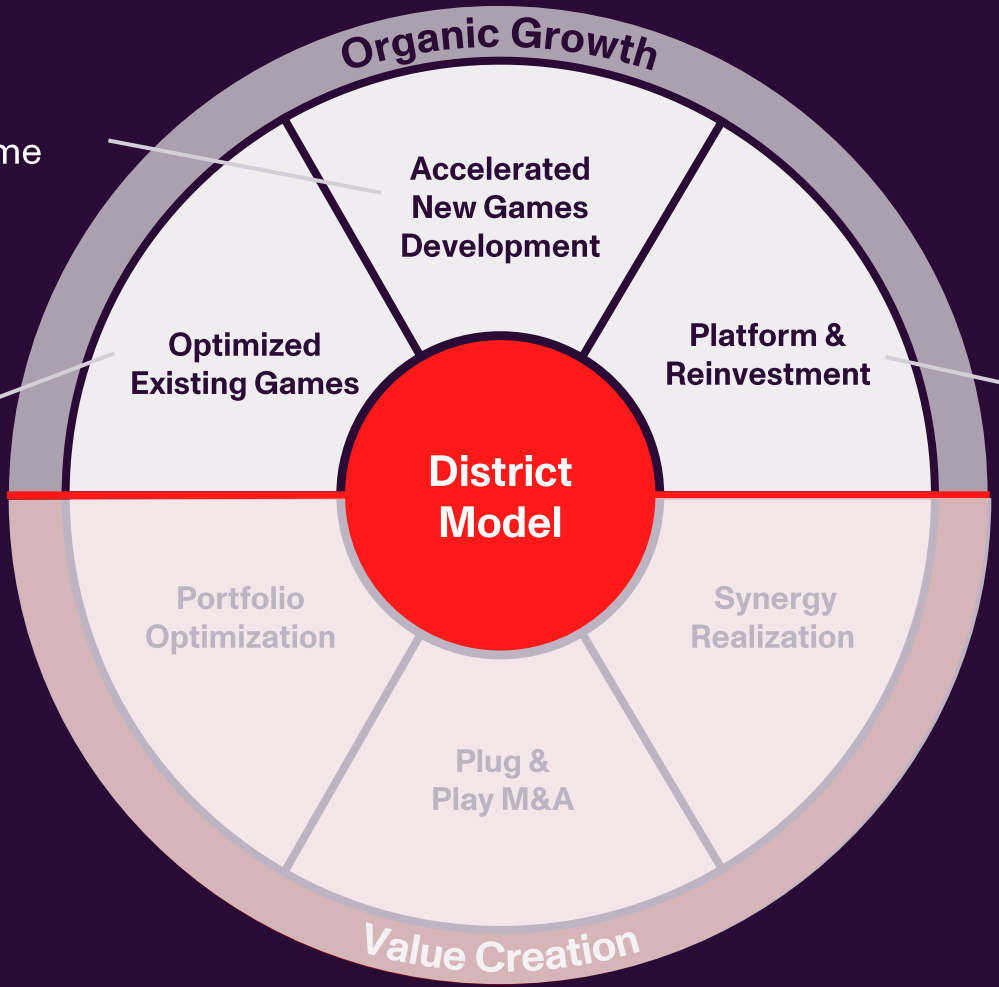 Organic Growth
me
Accelerated
New Games
Development
Optimized
Existing Games
Platform &
Reinvestment
District
Model
Portfolio
Optimization
Synergy
Realization
Plug &
Play M&A
Value Creation